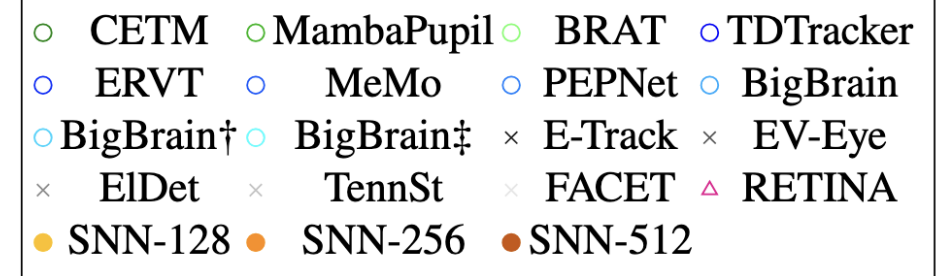 CETM MambaPupil BRAT TDTracker
ERVT MeMo PEPNet BigBrain
BigBrain† BigBrain‡ E-Track EV-Eye
ElDet TennSt FACET RETINA
SNN-128 SNN-256 SNN-512